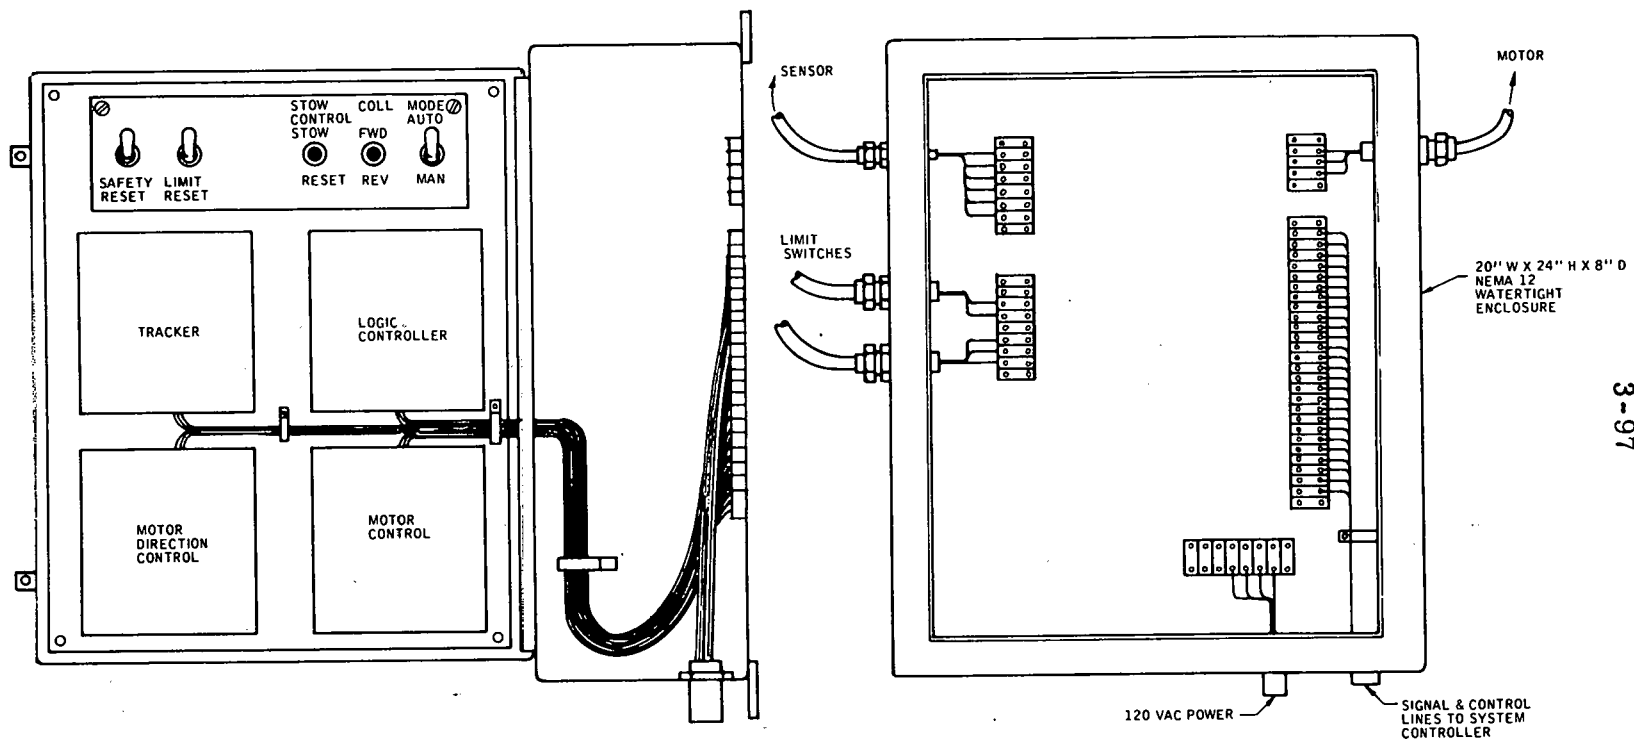 STOW CONTROL STOW
COLL FWD
MODE AUTO
SAFETY RESET
LIMIT RESET
RESET
REV
MAN
TRACKER
LOGIC CONTROLLER
MOTOR DIRECTION CONTROL
MOTOR CONTROL
SENSOR
LIMIT SWITCHES
MOTOR
20" W X 24" H X 8" D
NEMA 12
WATERTIGHT
ENCLOSURE
120 VAC POWER
SIGNAL & CONTROL
LINES TO SYSTEM
CONTROLLER
3-97